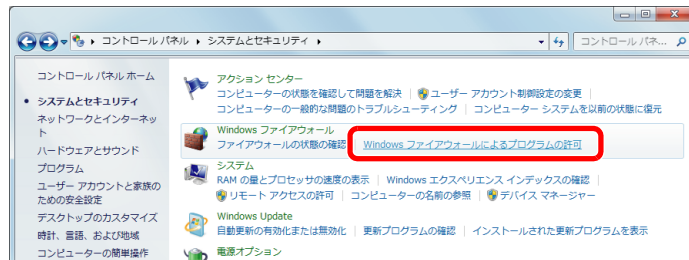 コントロール パネル ▸ システムとセキュリティ ▸
コントロール パネ...
コントロール パネル ホーム
システムとセキュリティ
ネットワークとインターネッ
ト
ハードウェアとサウンド
プログラム
ユーザー アカウントと家族の
ための安全設定
デスクトップのカスタマイズ
時計、言語、および地域
コンピューターの簡単操作
アクション センター
コンピューターの状態を確認して問題を解決 | ユーザー アカウント制御設定の変更 |
コンピューターの一般的な問題のトラブルシューティング | コンピューター システムを以前の状態に復元
Windows ファイアウォール
ファイアウォールの状態の確認 | Windows ファイアウォールによるプログラムの許可
システム
RAM の量とプロセッサの速度の表示 | Windows エクスペリエンス インデックスの確認 |
リモート アクセスの許可 | コンピューターの名前の参照 | デバイス マネージャー
Windows Update
自動更新の有効化または無効化 | 更新プログラムの確認 | インストールされた更新プログラムを表示
電源オプション